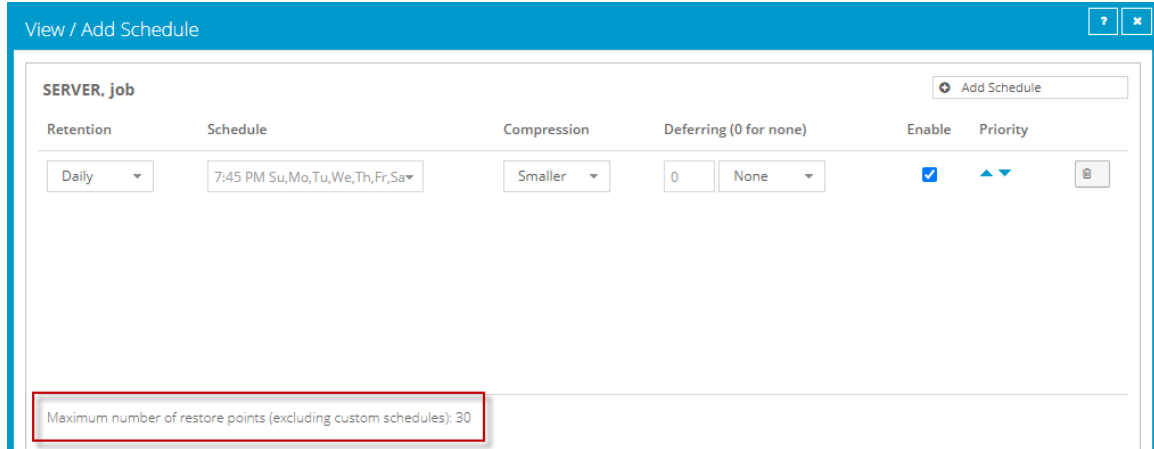 View / Add Schedule ? ×
SERVER, job Add Schedule
Retention Schedule Compression Deferring (0 for none) Enable Priority
Daily 7:45 PM Su,Mo,Tu,We,Th,Fr,Sa Smaller 0 None
Maximum number of restore points (excluding custom schedules): 30